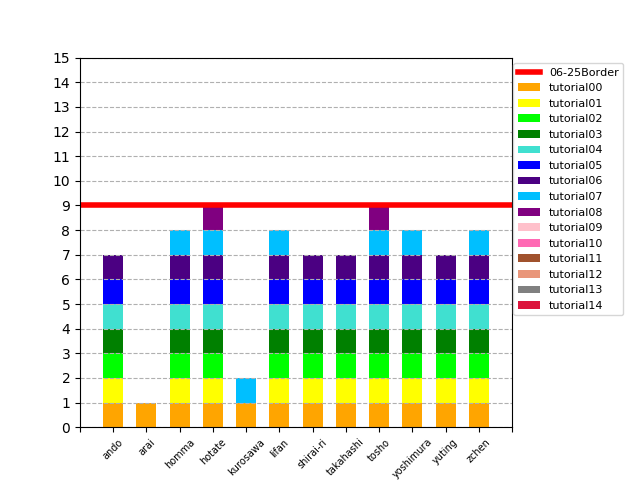 15
14
13
12
11
10
9
8
7
6
5
4
3
2
1
0
ando
arai
homma
hotate
kurosawa
lifan
shirai-ri
takahashi
tosho
yoshimura
yuting
zchen
06-25Border
tutorial00
tutorial01
tutorial02
tutorial03
tutorial04
tutorial05
tutorial06
tutorial07
tutorial08
tutorial09
tutorial10
tutorial11
tutorial12
tutorial13
tutorial14